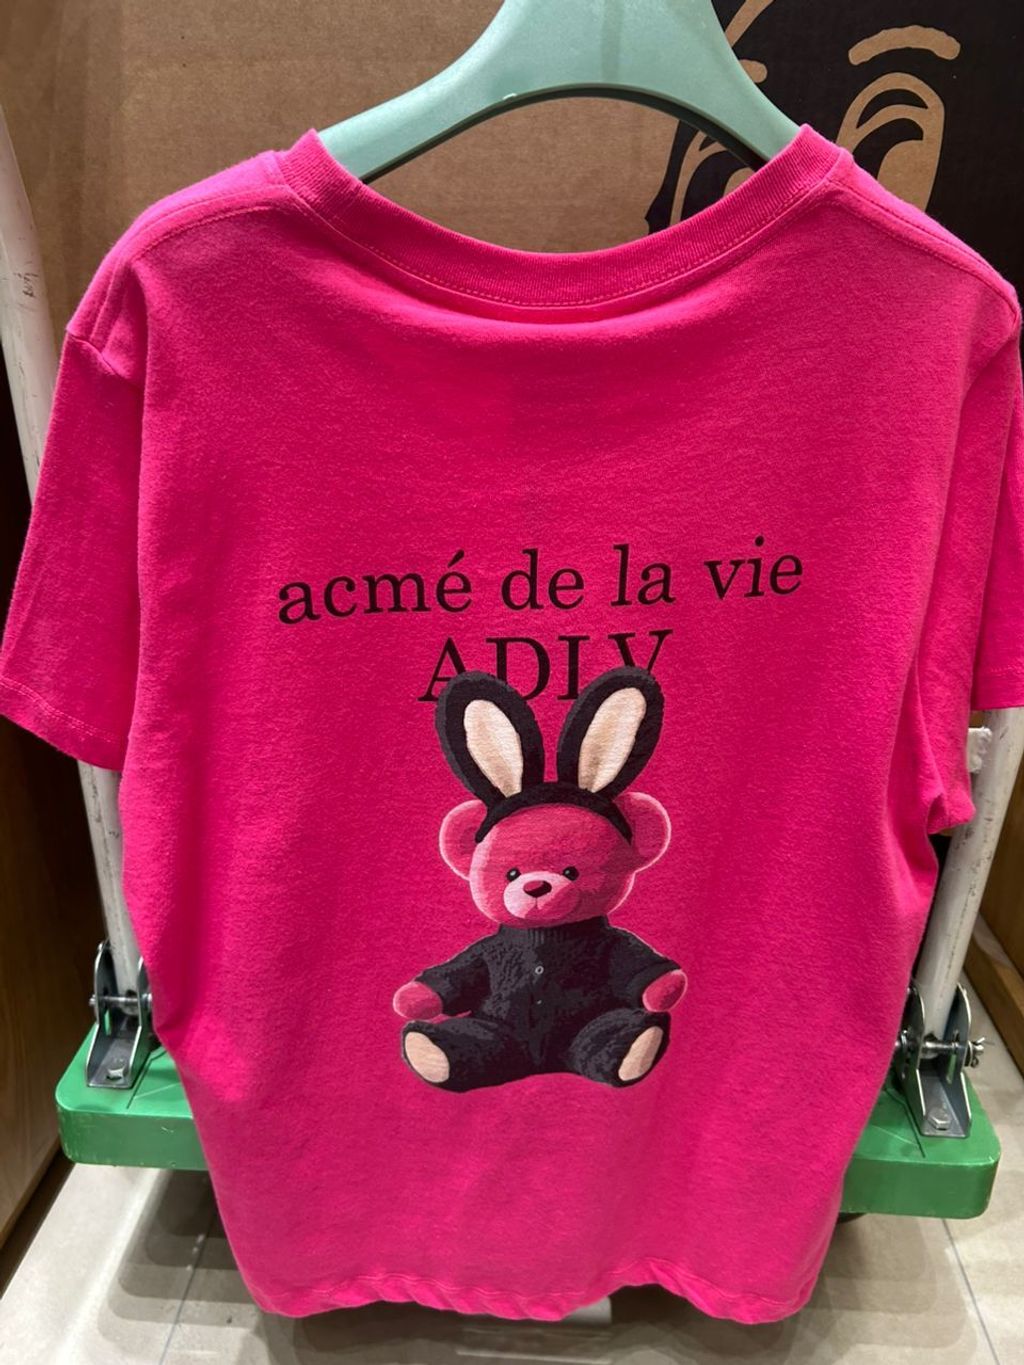 acmé de la vie
ADLV